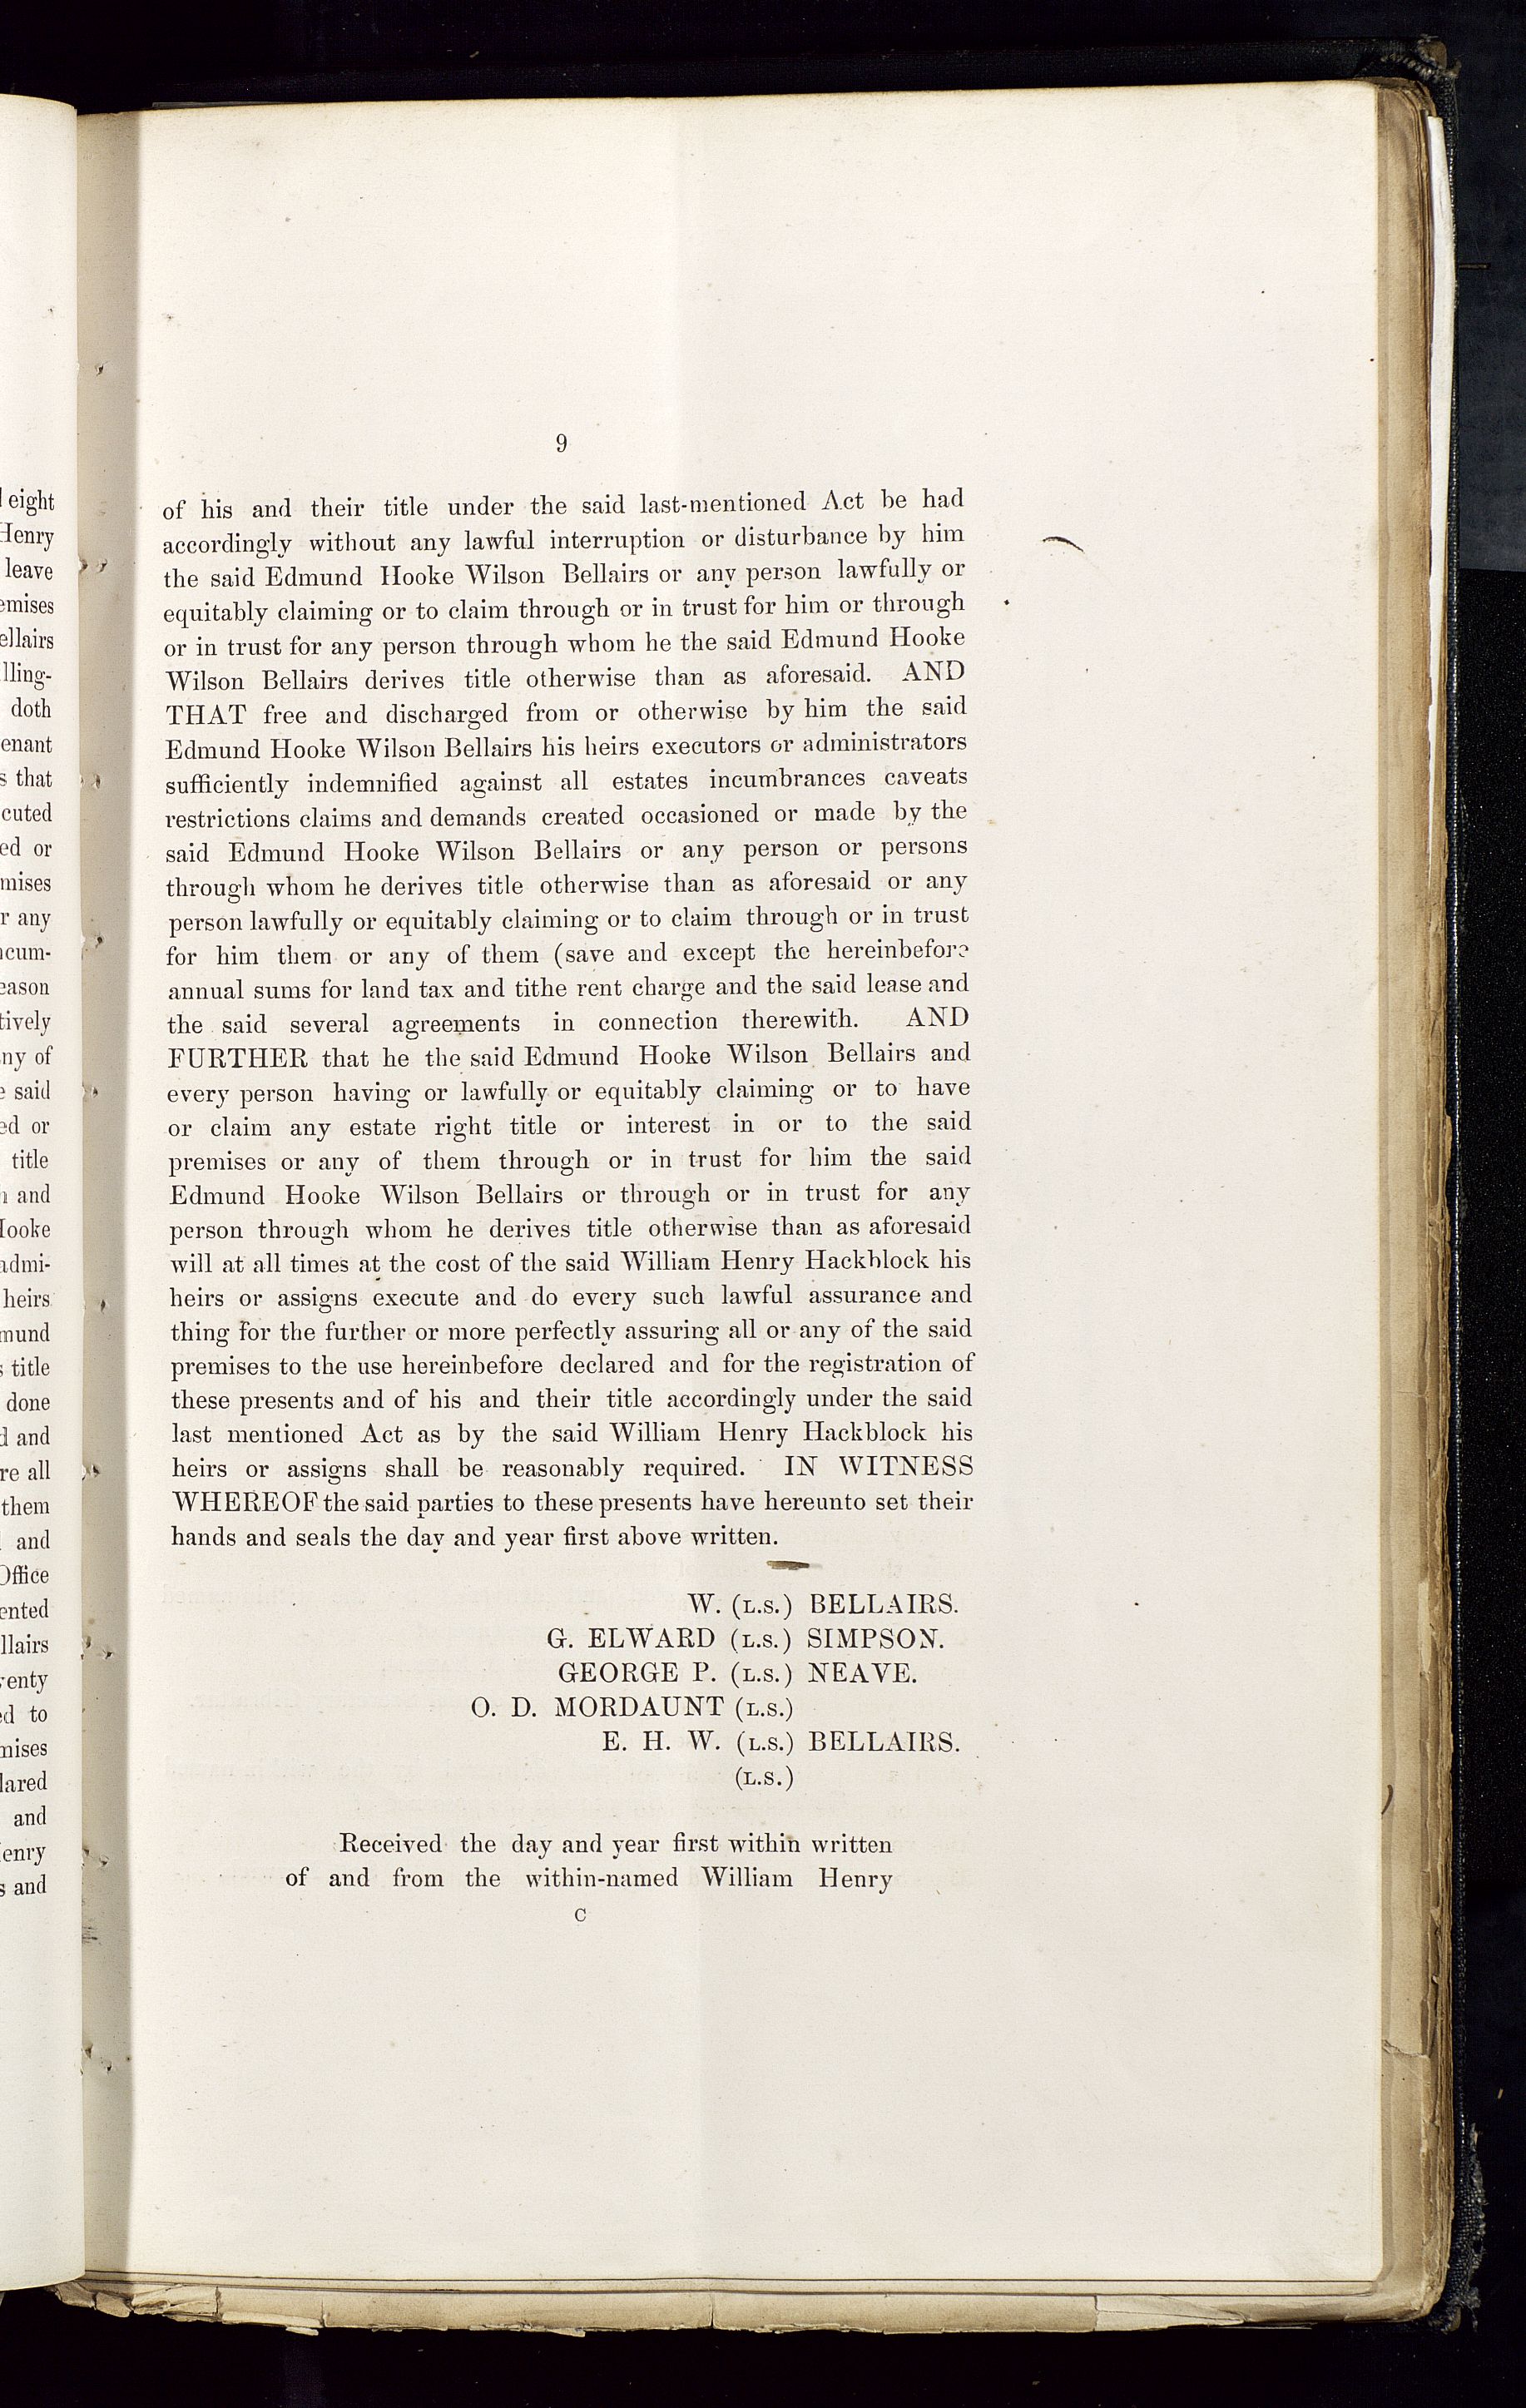 9
of his and their title under the said last-mentioned Act be had
accordingly without any lawful interruption or disturbance by him
the said Edmund Hooke Wilson Bellairs or any person lawfully or
equitably claiming or to claim through or in trust for him or through
or in trust for any person through whom he the said Edmund Hooke
Wilson Bellairs derives title otherwise than as aforesaid. AND
THAT free and discharged from or otherwise by him the said
Edmund Hooke Wilson Bellairs his heirs executors or administrators
sufficiently indemnified against all estates incumbrances caveats
restrictions claims and demands created occasioned or made by the
said Edmund Hooke Wilson Bellairs or any person or persons
through whom he derives title otherwise than as aforesaid or any
person lawfully or equitably claiming or to claim through or in trust
for him them or any of them (save and except the hereinbefore
annual sums for land tax and tithe rent charge and the said lease and
the said several agreements in connection therewith. AND
FURTHER that he the said Edmund Hooke Wilson Bellairs and
every person having or lawfully or equitably claiming or to have
or claim any estate right title or interest in or to the said
premises or any of them through or in trust for him the said
Edmund Hooke Wilson Bellairs or through or in trust for any
person through whom he derives title otherwise than as aforesaid
will at all times at the cost of the said William Henry Hackblock his
heirs or assigns execute and do every such lawful assurance and
thing for the further or more perfectly assuring all or any of the said
premises to the use hereinbefore declared and for the registration of
these presents and of his and their title accordingly under the said
last mentioned Act as by the said William Henry Hackblock his
heirs or assigns shall be reasonably required. IN WITNESS
WHEREOF the said parties to these presents have hereunto set their
hands and seals the day and year first above written.
W. (L.S.) BELLAIRS.
G. ELWARD (L.S.) SIMPSON.
GEORGE P. (L.S.) NEAVE.
O. D. MORDAUNT (L.S.)
E. H. W. (L.S.) BELLAIRS.
(L.S.)
Received the day and year first within written
of and from the within-named William Henry
C